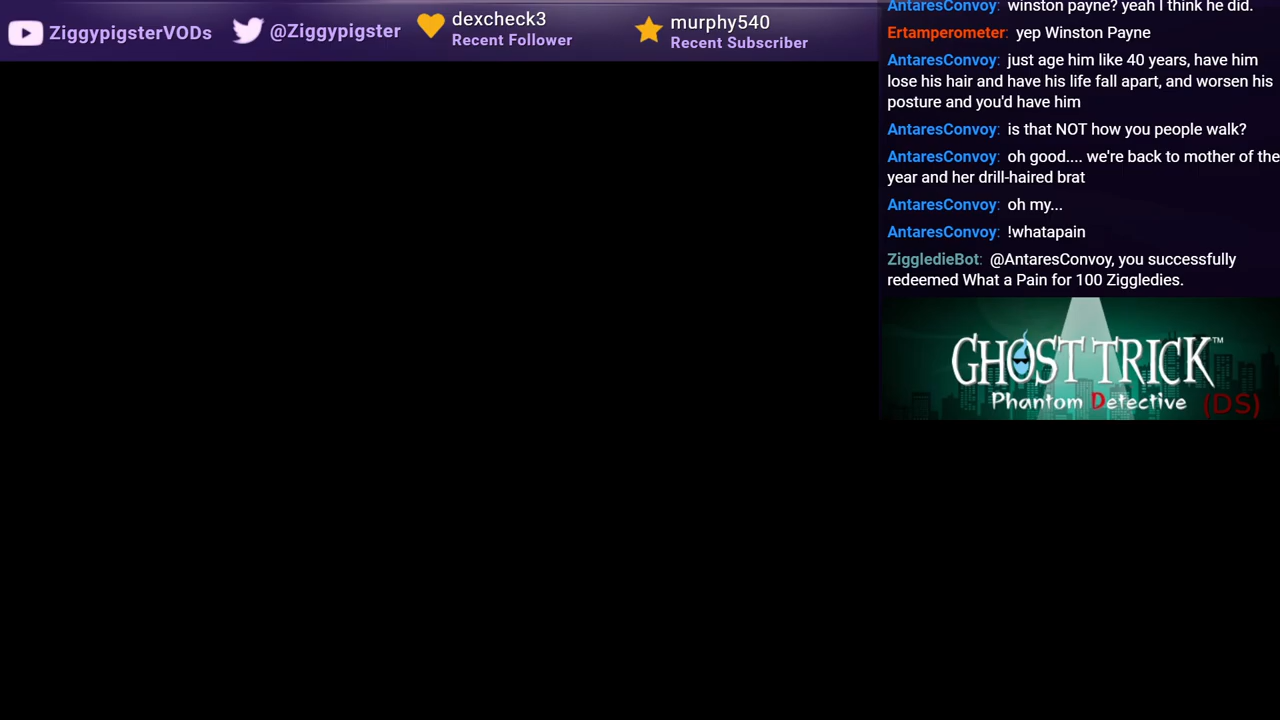 ZiggypigsterVODs
@Ziggypigster
dexcheck3
Recent Follower
murphy540
Recent Subscriber
AntaresConvoy: winston payne? yeah I think he did.
Ertamperometer: yep Winston Payne
AntaresConvoy: just age him like 40 years, have him
lose his hair and have his life fall apart, and worsen his
posture and you'd have him
AntaresConvoy: is that NOT how you people walk?
AntaresConvoy: oh good.... we're back to mother of the
year and her drill-haired brat
AntaresConvoy: oh my...
AntaresConvoy: !whatapain
ZiggledieBot: @AntaresConvoy, you successfully
redeemed What a Pain for 100 Ziggledies.
GHOST TRICK™
Phantom Detective (DS)